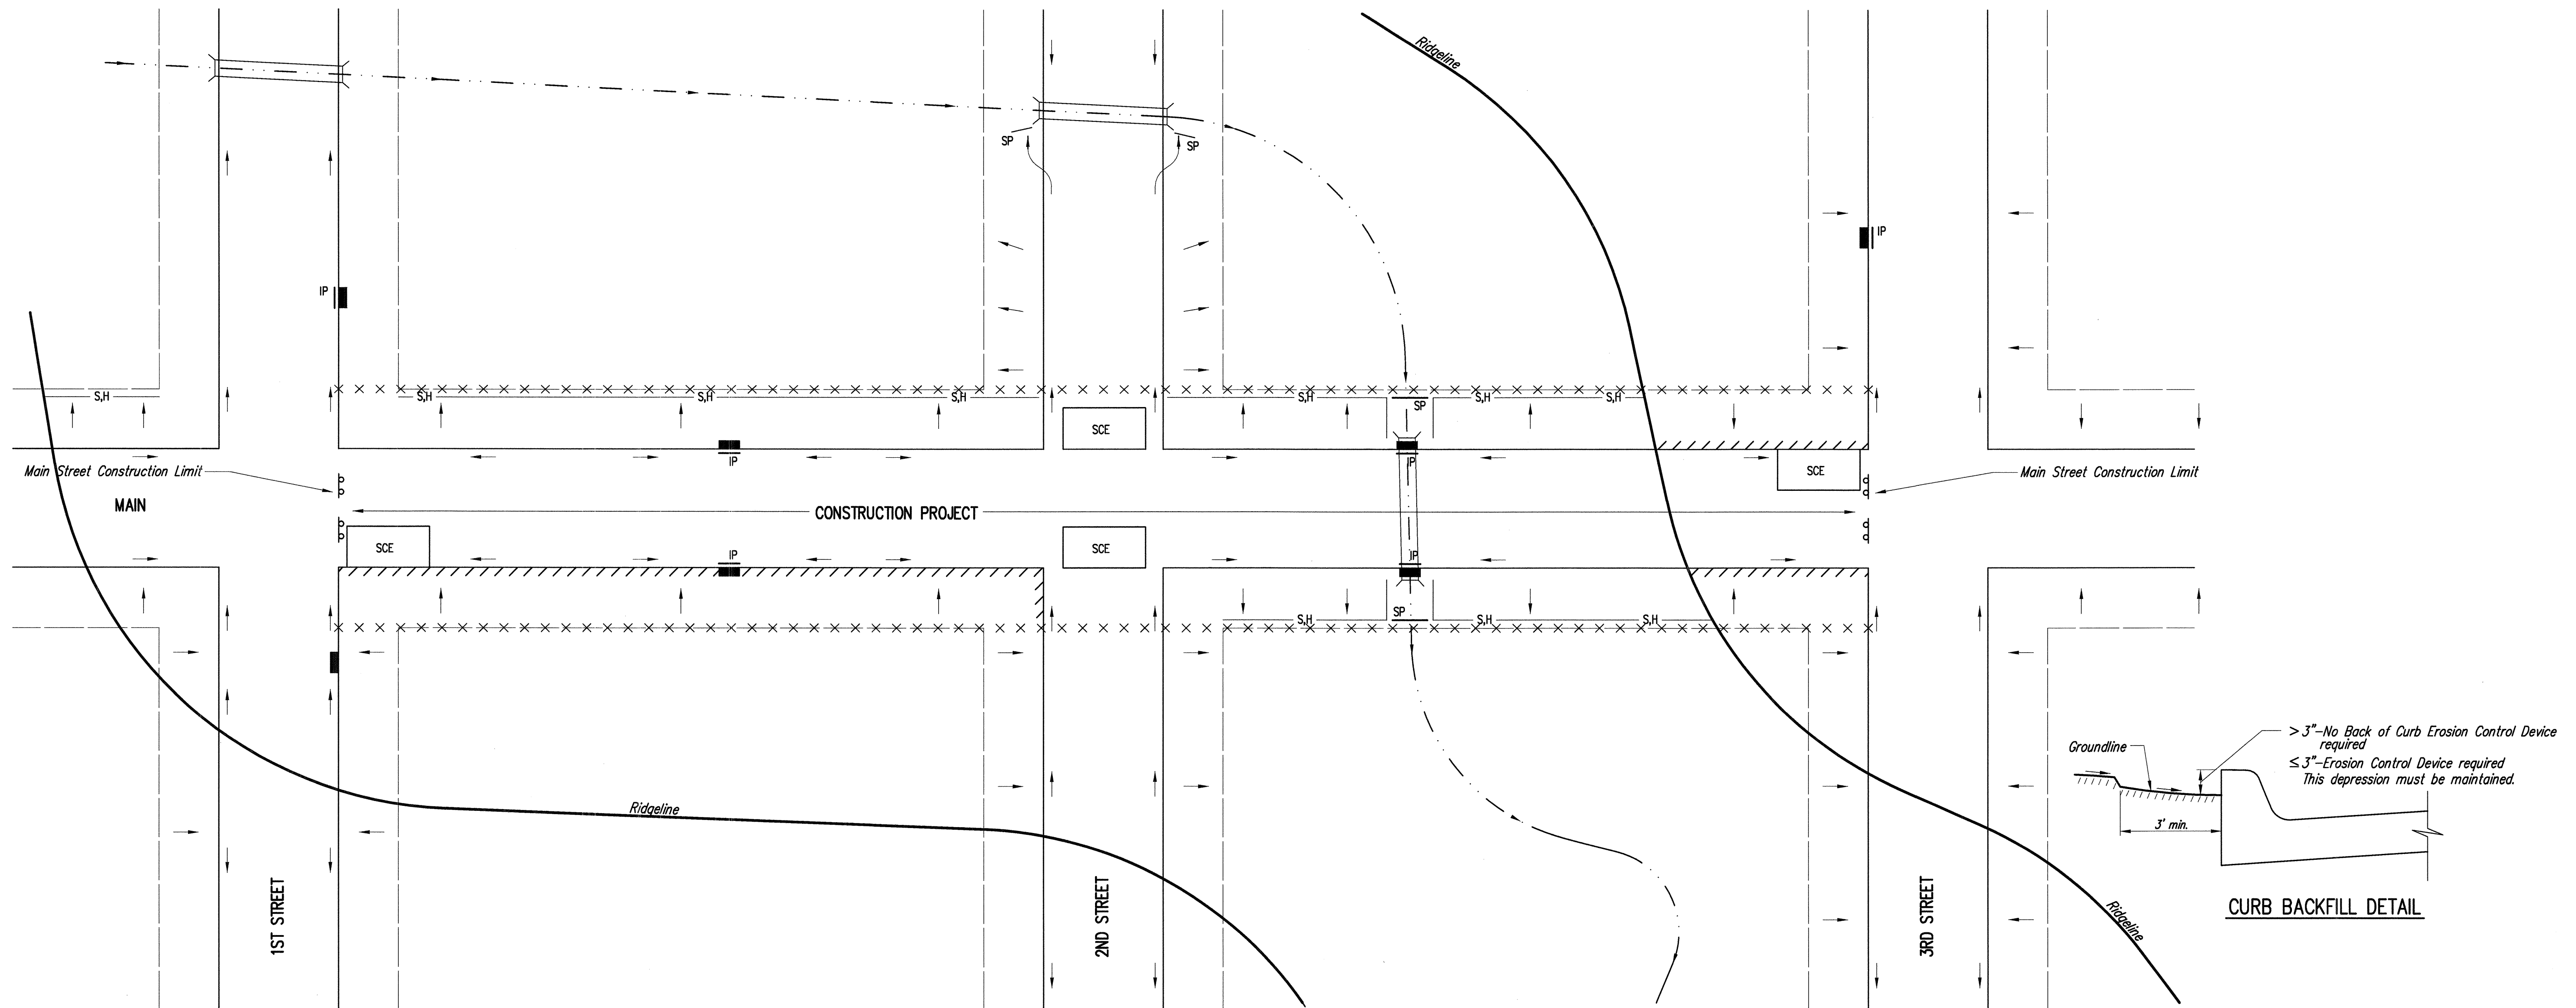 Ridgeline
SP
SP
IP
IP
S,H
S,H
S,H
S,H
S,H
S,H
S,H
SP
SCE
IP
IP
SCE
Main Street Construction Limit
Main Street Construction Limit
MAIN
CONSTRUCTION PROJECT
SCE
IP
SCE
IP
S,H
SP
S,H
S,H
Ridgeline
1ST STREET
2ND STREET
3RD STREET
Ridgeline
Groundline
> 3"-No Back of Curb Erosion Control Device
required
≤ 3"-Erosion Control Device required
This depression must be maintained.
3' min.
CURB BACKFILL DETAIL